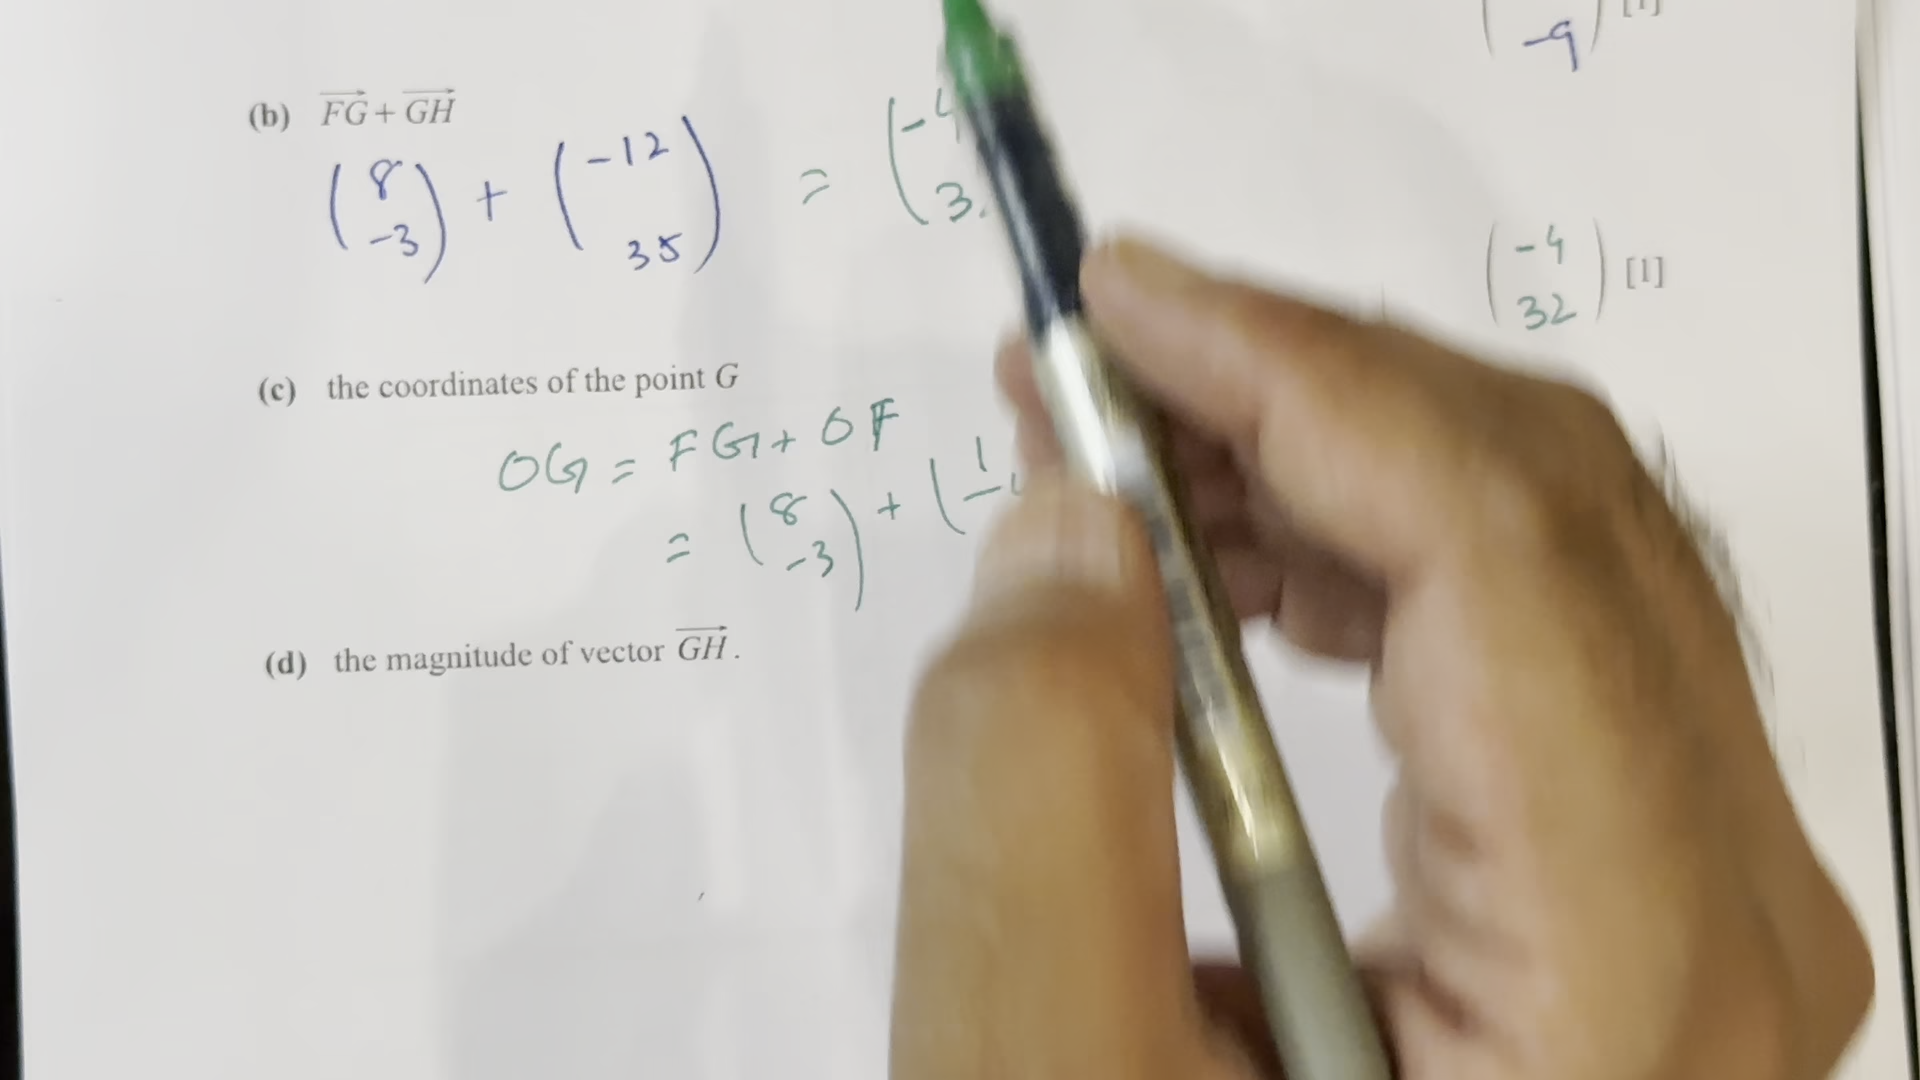 -9) [1]
(b) FG + GH
(8 -3) + (-12 35) = (-4 3
(-4 32) [1]
(c) the coordinates of the point G
OG = FG + OF
= (8 -3) + (1
(d) the magnitude of vector GH.